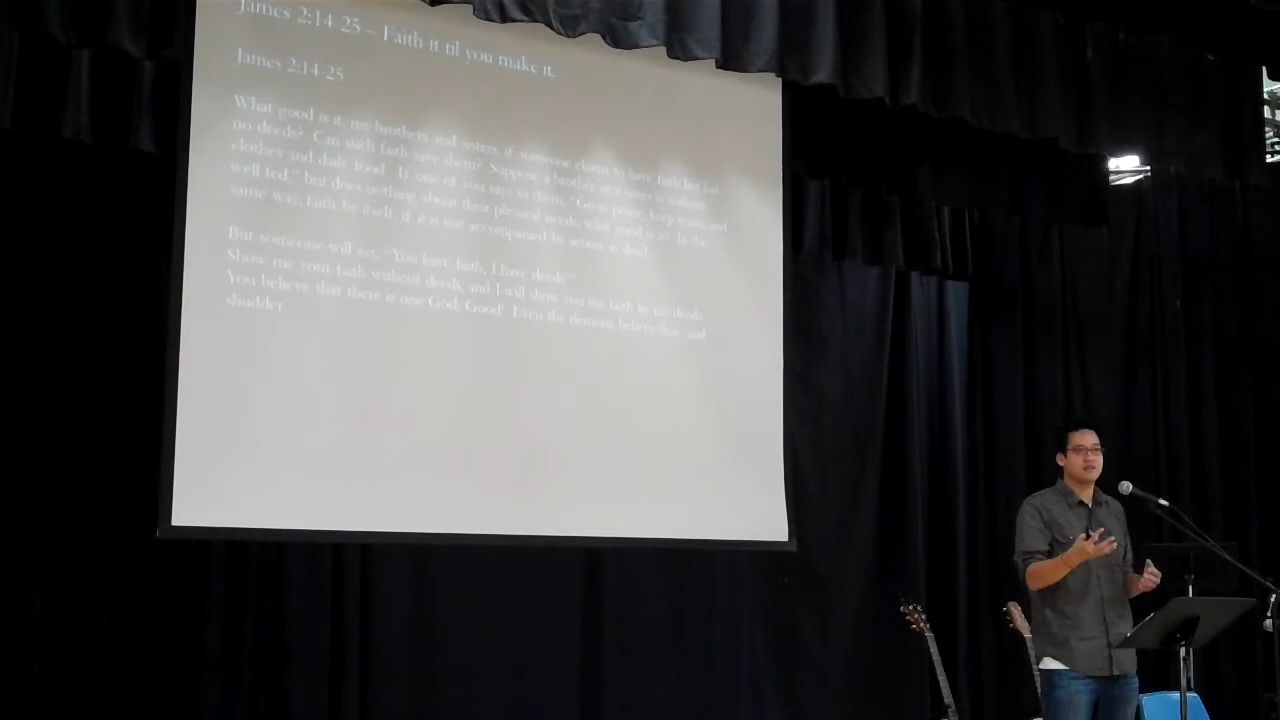 James 2:14-25 – Faith it til you make it.
James 2:14-25
What good is it, my brothers and sisters, if someone claims to have faith but has
no deeds? Can such faith save them? Suppose a brother or a sister is without
clothes and daily food. If one of you says to them, "Go in peace; keep warm and
well fed," but does nothing about their physical needs, what good is it? In the
same way, faith by itself, if it is not accompanied by action, is dead.
But someone will say, "You have faith; I have deeds."
Show me your faith without deeds, and I will show you my faith by my deeds.
You believe that there is one God. Good! Even the demons believe that—and
shudder.